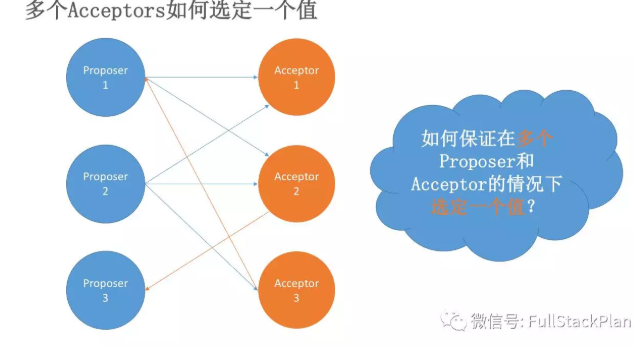 多个Acceptors如何选定一个值
Proposer
1
Acceptor
1
Proposer
2
Acceptor
2
Proposer
3
Acceptor
3
如何保证在多个
Proposer和
Acceptor的情况下
选定一个值？
微信号: FullStackPlan